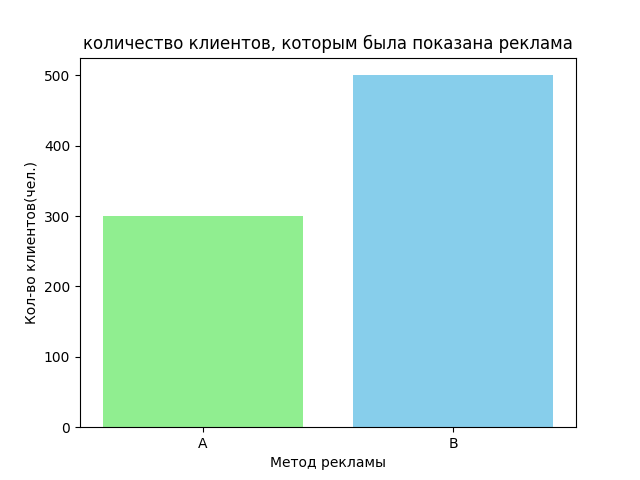 количество клиентов, которым была показана реклама
Кол-во клиентов(чел.)
500
400
300
200
100
0
A
B
Метод рекламы